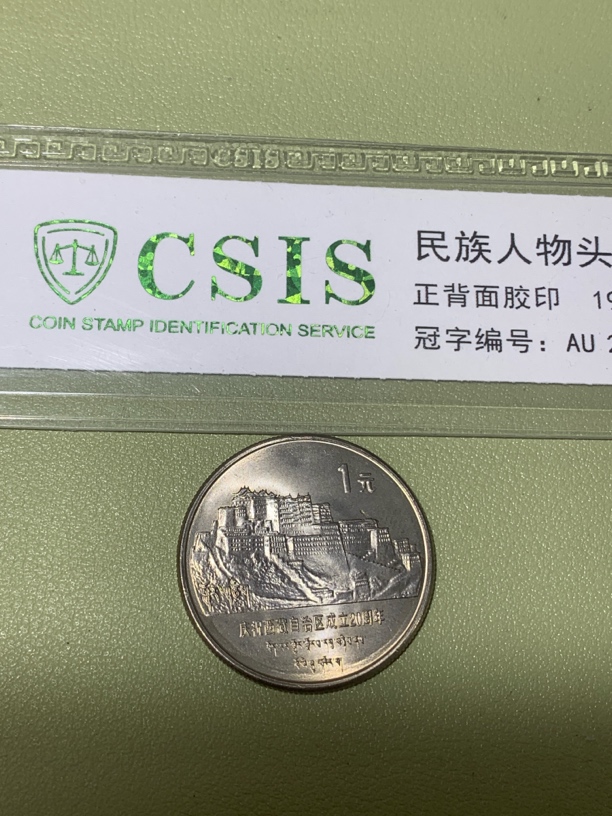 CSIS
CSIS
COIN STAMP IDENTIFICATION SERVICE
民族人物头
正背面胶印 19
冠字编号：AU 2
1元
庆祝西藏自治区成立20周年